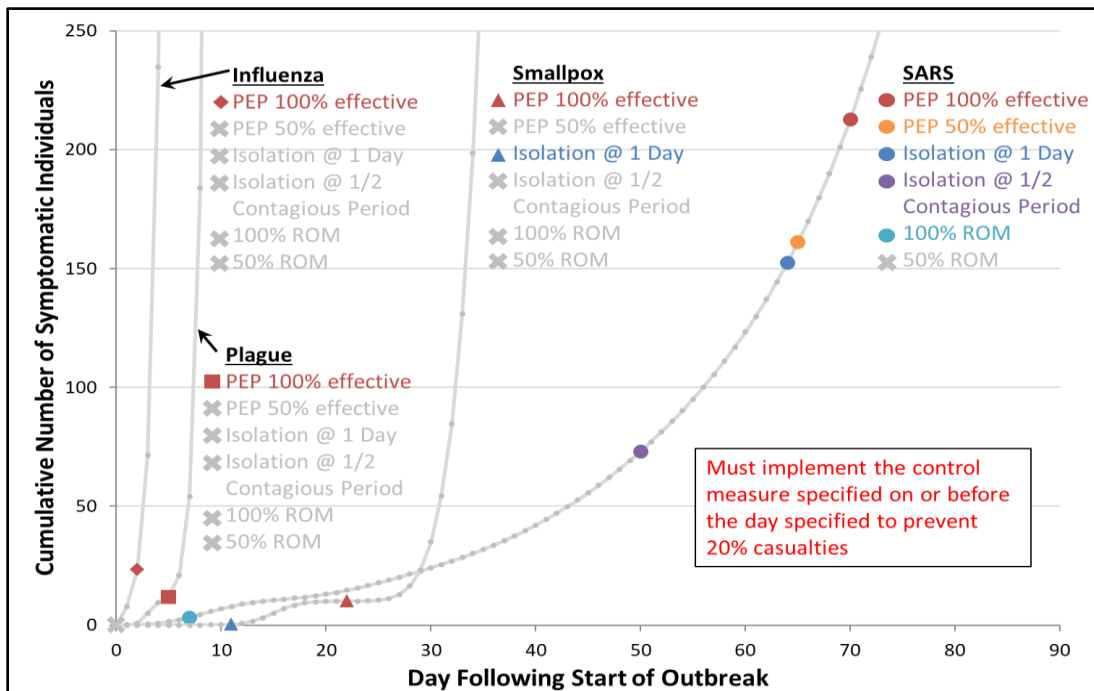 Cumulative Number of Symptomatic Individuals
250
200
150
100
50
0
Influenza
PEP 100% effective
PEP 50% effective
Isolation @ 1 Day
Isolation @ 1/2
Contagious Period
100% ROM
50% ROM
Plague
PEP 100% effective
PEP 50% effective
Isolation @ 1 Day
Isolation @ 1/2
Contagious Period
100% ROM
50% ROM
Smallpox
PEP 100% effective
PEP 50% effective
Isolation @ 1 Day
Isolation @ 1/2
Contagious Period
100% ROM
50% ROM
SARS
PEP 100% effective
PEP 50% effective
Isolation @ 1 Day
Isolation @ 1/2
Contagious Period
100% ROM
50% ROM
Must implement the control
measure specified on or before
the day specified to prevent
20% casualties
0 10 20 30 40 50 60 70 80 90
Day Following Start of Outbreak